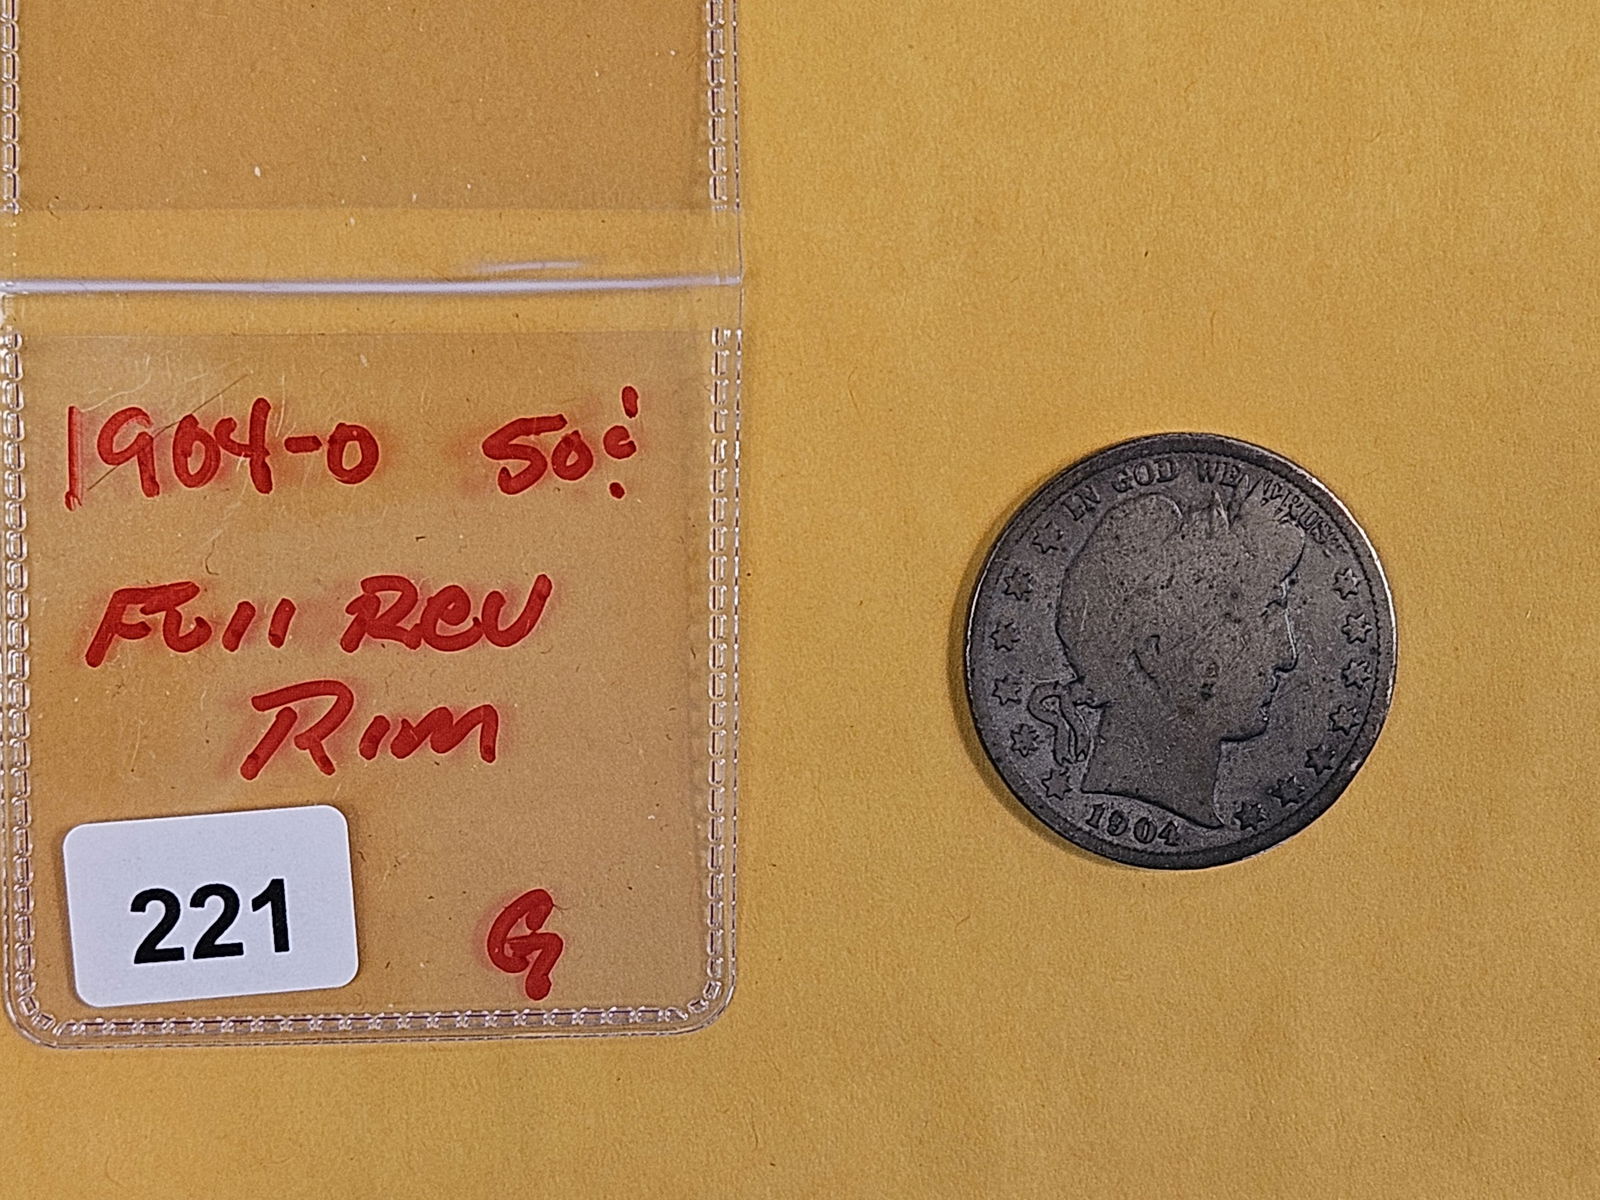 1904-O 50¢
Full Rev
Rim
G
221
IN GOD WE TRUST
1904